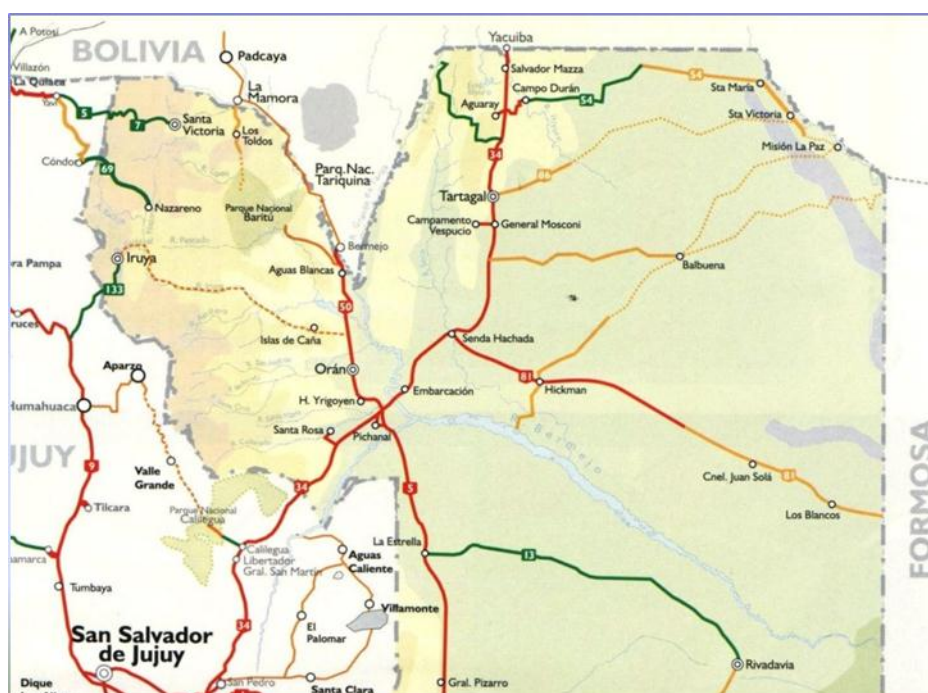 A Potosí
BOLIVIA
Villazón
La Quiaca
Yavi
5
7
Santa
Victoria
Padcaya
La
Mamora
Los
Toldos
Yacuiba
Salvador Mazza
Campo Durán
Aguaray
54
54
Sta María
Sta Victoria
Misión La Paz
Cóndor
69
Nazareno
Parq. Nac.
Tariquina
34
Tartagal
Parque Nacional
Baritú
Campamento
Vespucio
General Mosconi
Bermejo
Iruya
Aguas Blancas
Balbuena
133
50
Islas de Caña
Senda Hachada
Orán
81
Hickman
Aparzo
Embarcación
Humahuaca
H. Yrigoyen
Santa Rosa
Pichanal
Bermejo
JUJUY
FORMOSA
9
Valle
Grande
34
5
Cnel. Juan Solá
81
Tilcara
Parque Nacional
Calilegua
Los Blancos
Calilegua
Libertador
Gral. San Martín
La Estrella
13
Aguas
Caliente
Tumbaya
Villamonte
34
El
Palomar
San Salvador
de Jujuy
Rivadavia
San Pedro
Santa Clara
Gral. Pizarro
Dique